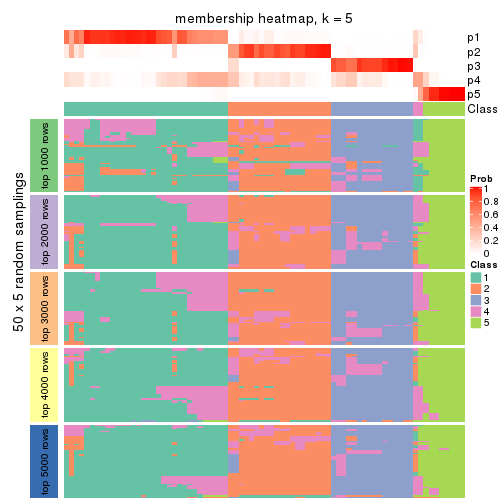 membership heatmap, k = 5
p1
p2
p3
p4
p5
Class
50 x 5 random samplings
top 1000 rows
top 2000 rows
top 3000 rows
top 4000 rows
top 5000 rows
Prob
1
0.8
0.6
0.4
0.2
0
Class
1
2
3
4
5